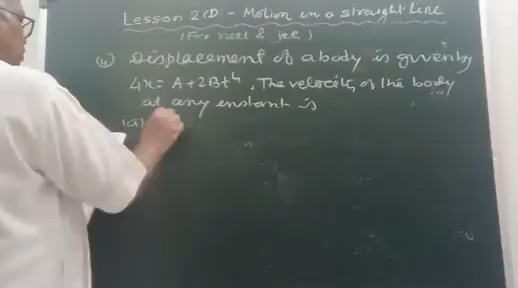 Lesson 2(D) - Motion in a straight line
(For neet & jee)
(4) Displacement of a body is given by
4x = A + 2Bt⁴. The velocity of the body
at any instant is
(a)